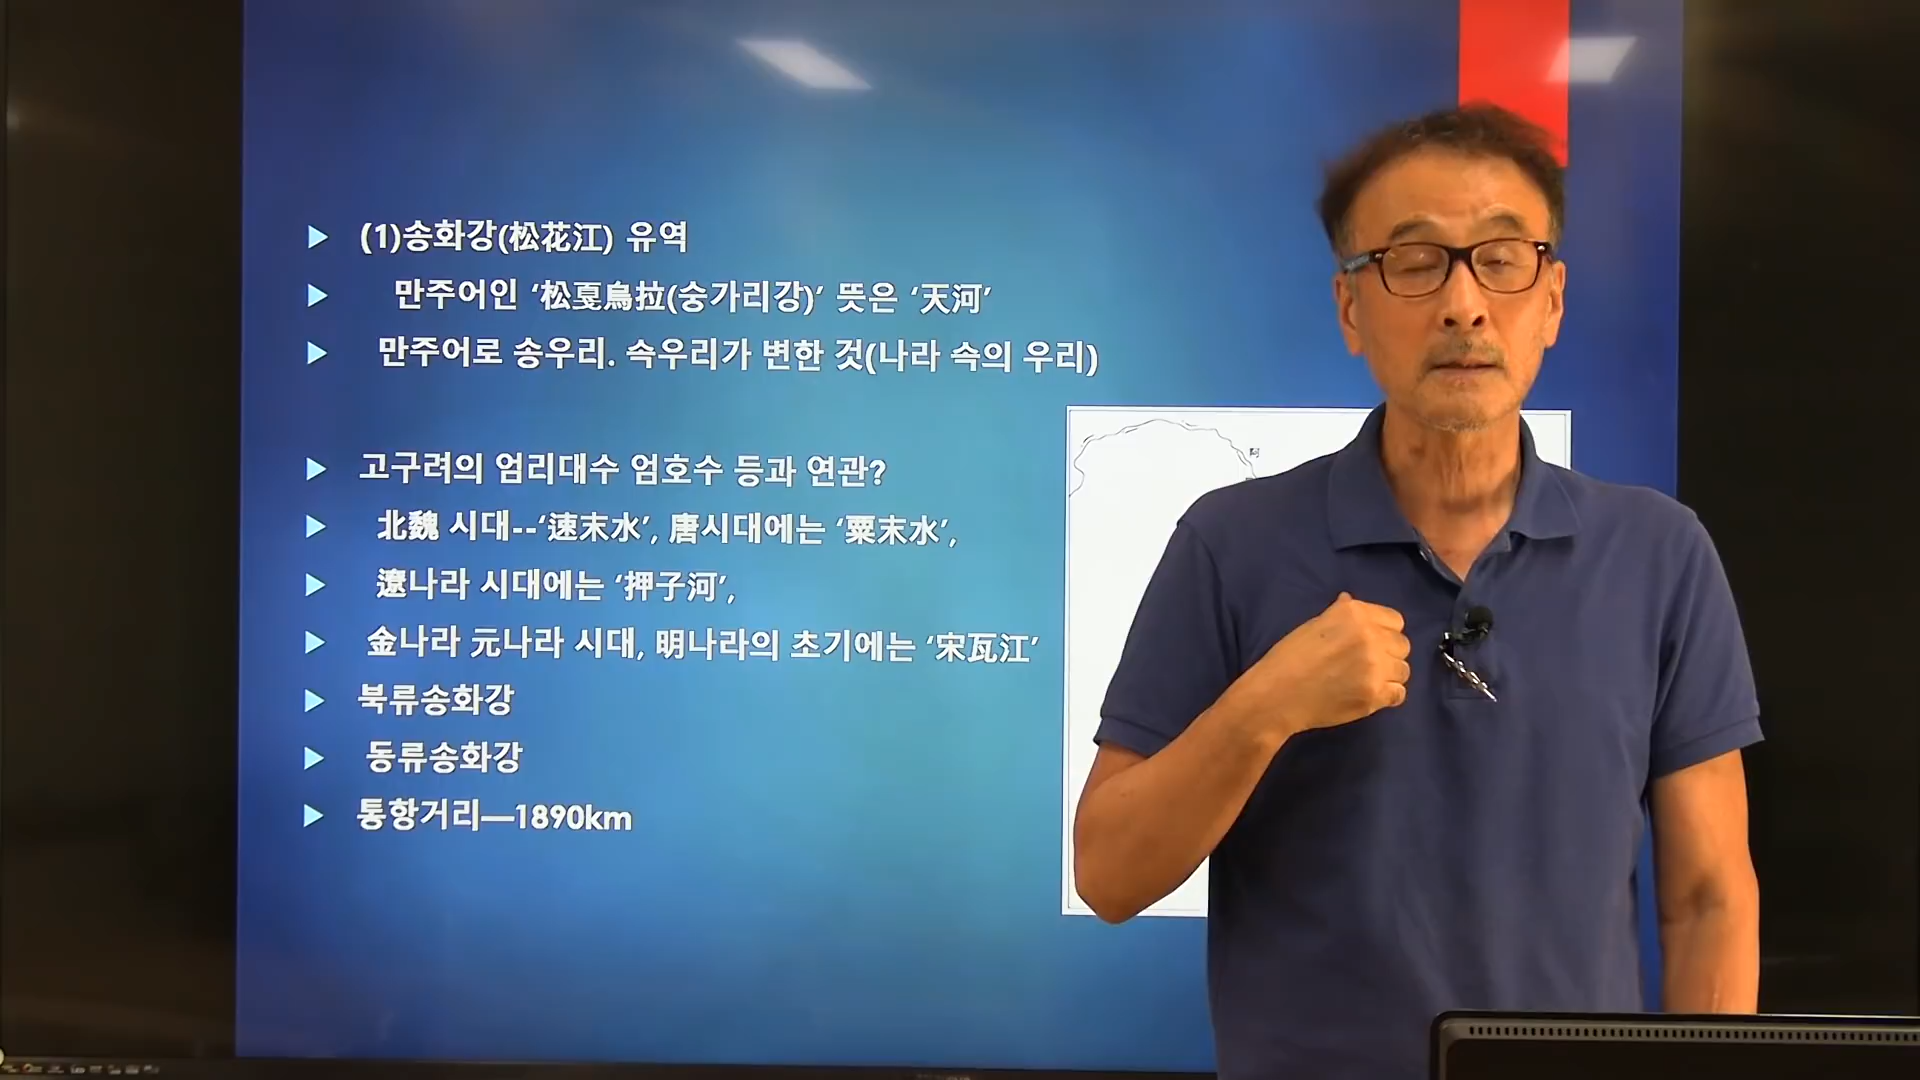 (1)송화강(松花江) 유역
만주어인 ‘松戛烏拉(숭가리강)’ 뜻은 ‘天河’
만주어로 송우리. 속우리가 변한 것(나라 속의 우리)
고구려의 엄리대수 엄호수 등과 연관?
北魏 시대--‘速末水’, 唐시대에는 ‘粟末水’,
遼나라 시대에는 ‘押子河’,
金나라 元나라 시대, 明나라의 초기에는 ‘宋瓦江’
북류송화강
동류송화강
통항거리—1890km
阿